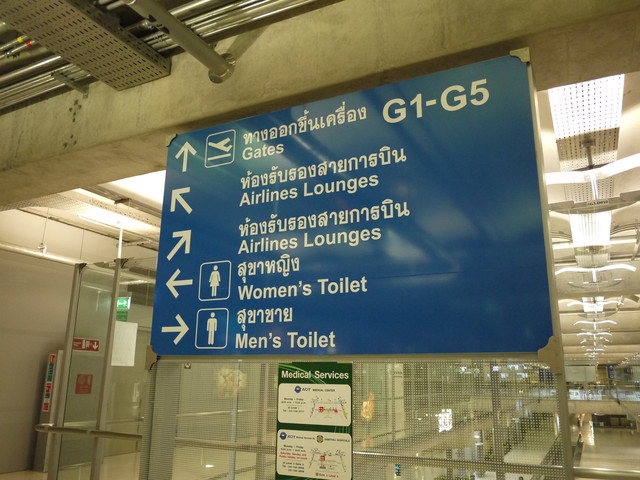 ทางออกขึ้นเครื่อง G1-G5
Gates
ห้องรับรองสายการบิน
Airlines Lounges
ห้องรับรองสายการบิน
Airlines Lounges
สุขาหญิง
Women's Toilet
สุขาชาย
Men's Toilet
Medical Services